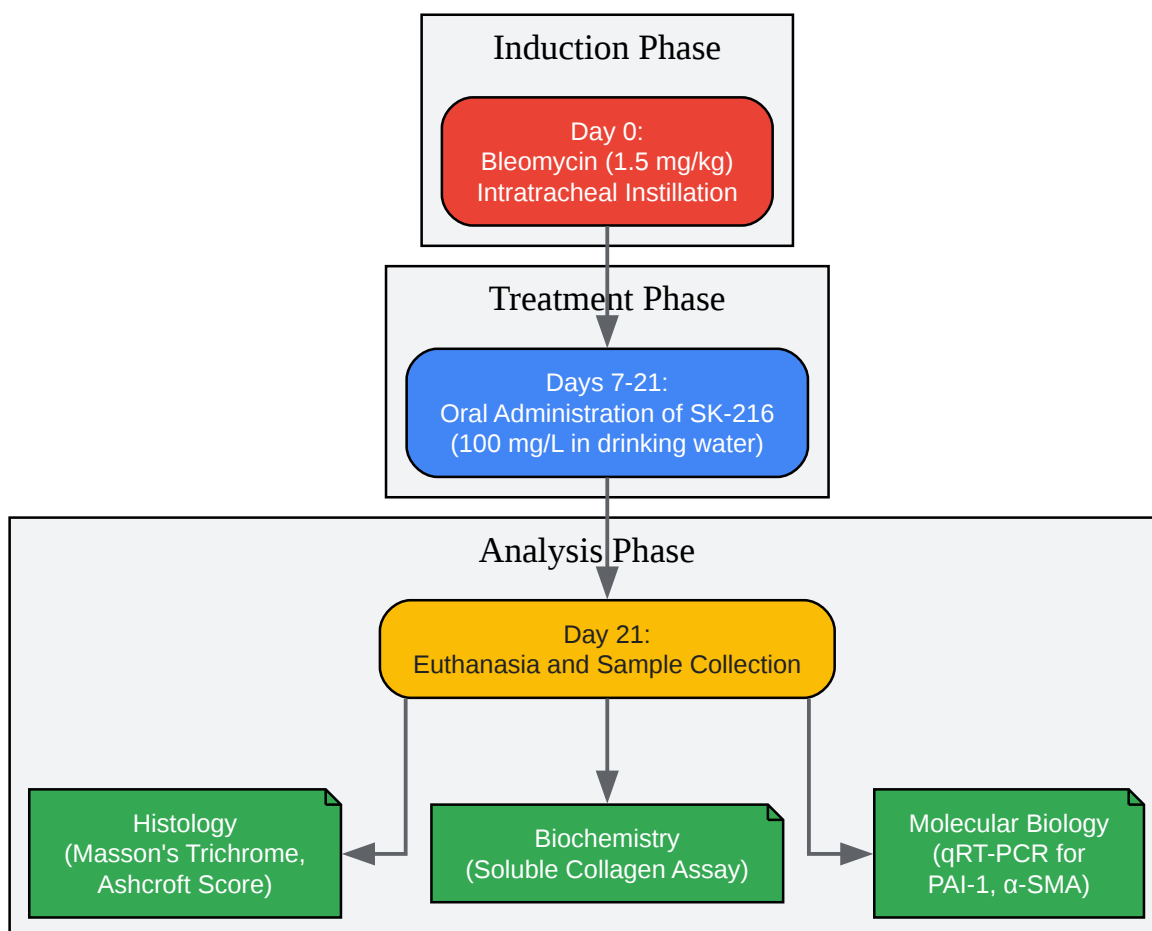 Induction Phase
Day 0:
Bleomycin (1.5 mg/kg)
Intratracheal Instillation
Treatment Phase
Days 7-21:
Oral Administration of SK-216
(100 mg/L in drinking water)
Analysis Phase
Day 21:
Euthanasia and Sample Collection
Histology
(Masson's Trichrome,
Ashcroft Score)
Biochemistry
(Soluble Collagen Assay)
Molecular Biology
(qRT-PCR for
PAI-1, α-SMA)